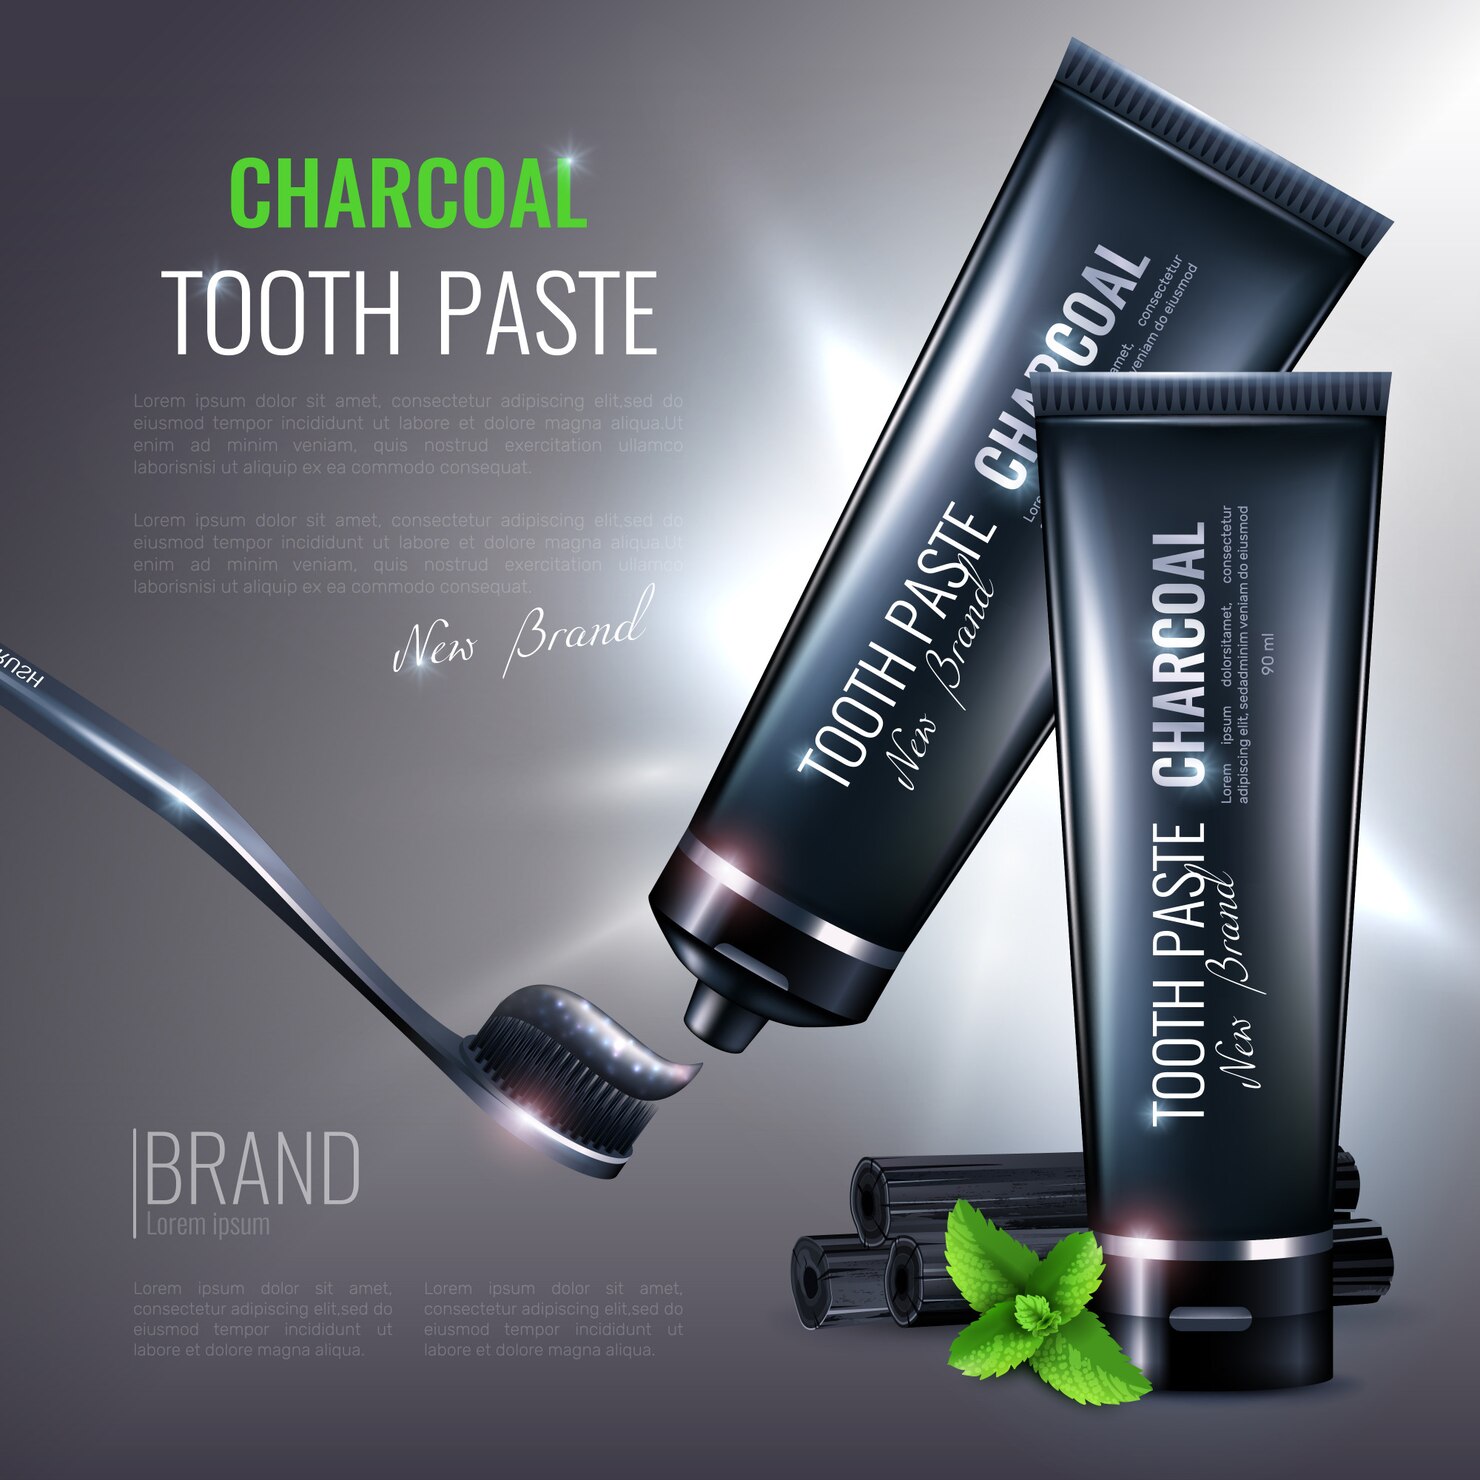 CHARCOAL
TOOTH PASTE
Lorem ipsum dolor sit amet, consectetur adipiscing elit,sed do
eiusmod tempor incididunt ut labore et dolore magna aliqua.Ut
enim ad minim veniam, quis nostrud exercitation ullamco
laborisnisi ut aliquip ex ea commodo consequat.
Lorem ipsum dolor sit amet, consectetur adipiscing elit,sed do
eiusmod tempor incididunt ut labore et dolore magna aliqua.Ut
enim ad minim veniam, quis nostrud exercitation ullamco
laborisnisi ut aliquip ex ea commodo consequat.
New Brand
BRAND
Lorem ipsum
Lorem ipsum dolor sit amet,
consectetur adipiscing elit,sed do
eiusmod tempor incididunt ut
labore et dolore magna aliqua.
Lorem ipsum dolor sit amet,
consectetur adipiscing elit,sed do
eiusmod tempor incididunt ut
labore et dolore magna aliqua.
TOOTH PASTE CHARCOAL
New Brand
amet, consectetur
veniam do eiusmod
TOOTH PASTE CHARCOAL
New Brand
Lorem ipsum dolorsitamet, consectetur
adipiscing elit, sedadminim veniam do eiusmod
90 ml